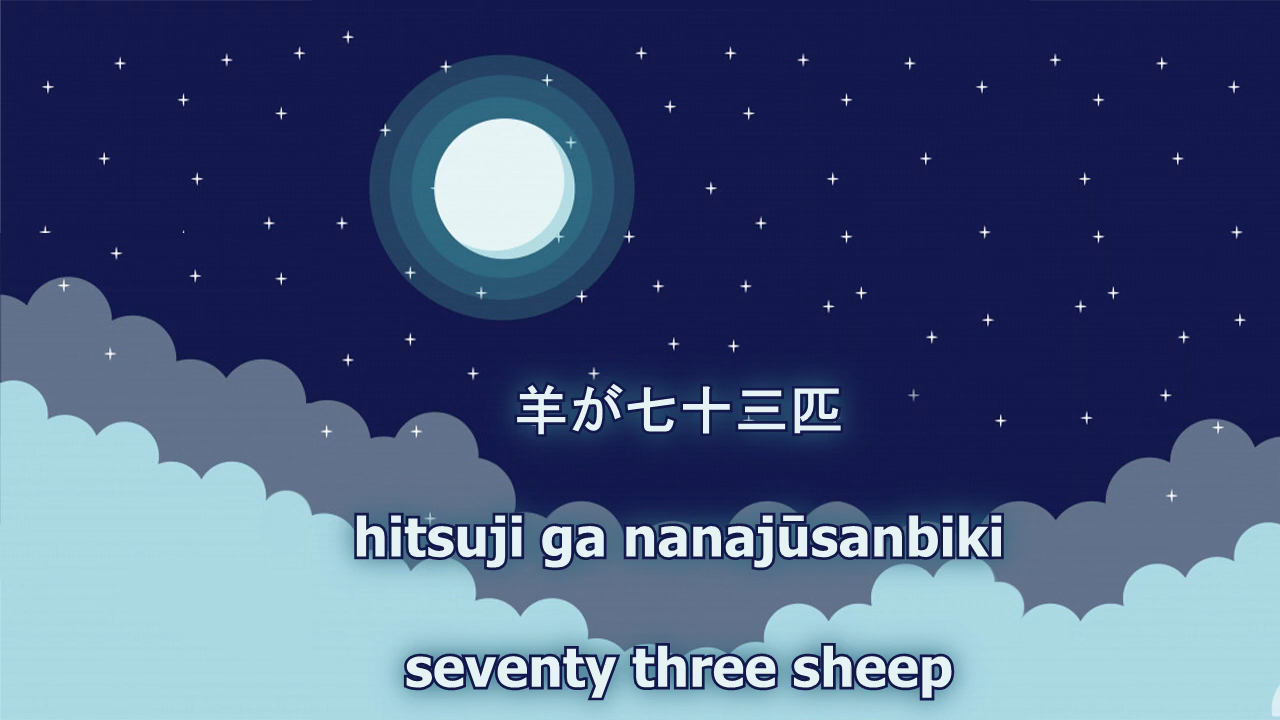 羊が七十三匹
hitsuji ga nanajūsanbiki
seventy three sheep